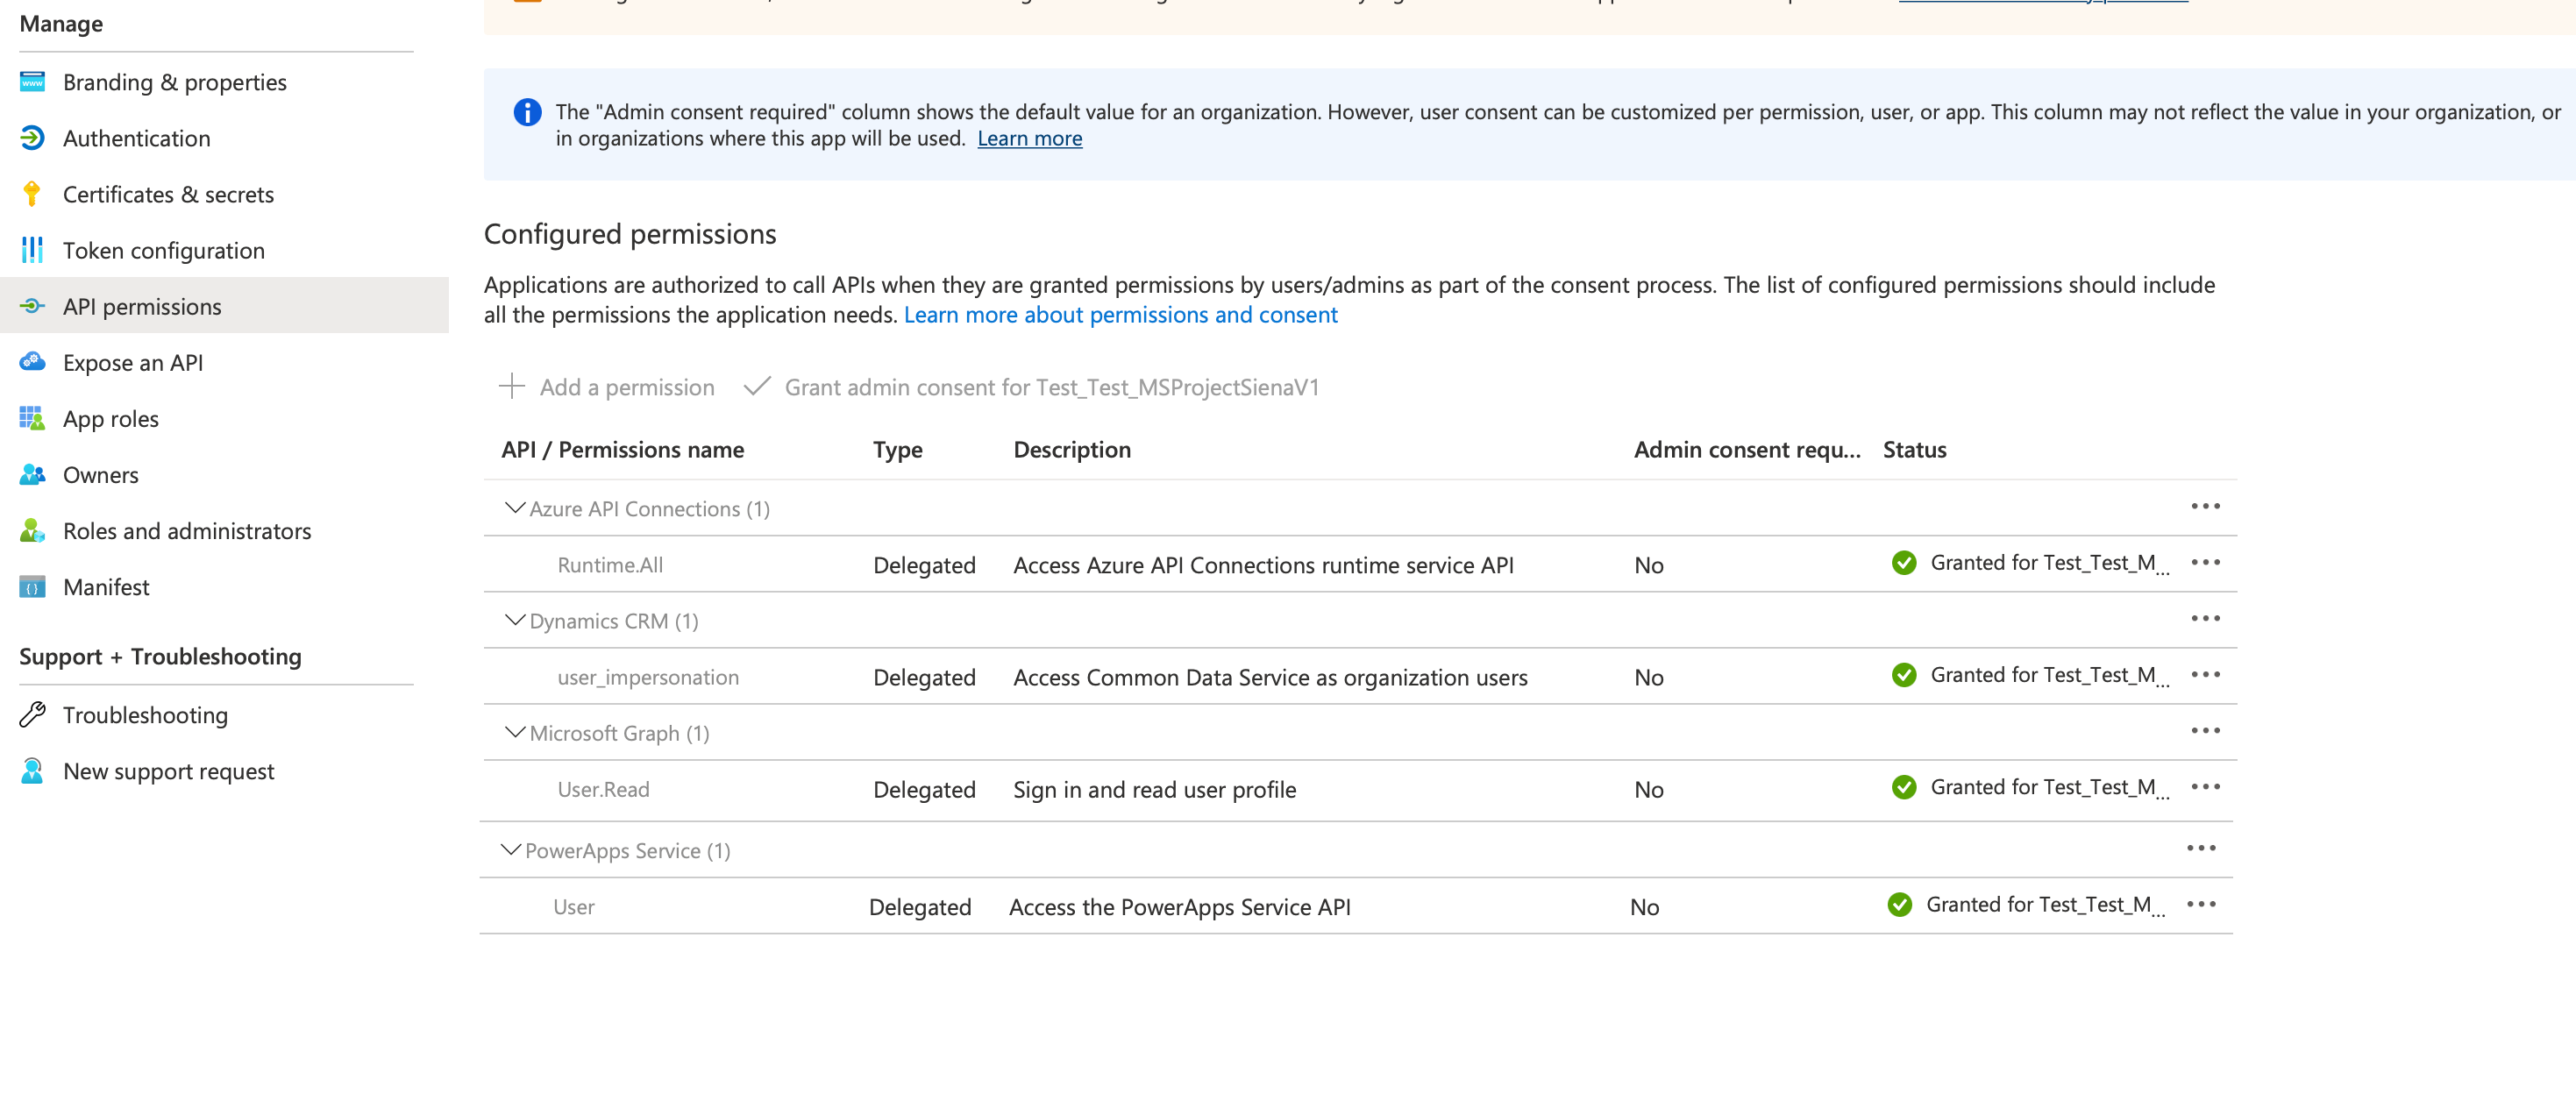 Manage
Branding & properties
Authentication
Certificates & secrets
Token configuration
API permissions
Expose an API
App roles
Owners
Roles and administrators
Manifest
Support + Troubleshooting
Troubleshooting
New support request
The "Admin consent required" column shows the default value for an organization. However, user consent can be customized per permission, user, or app. This column may not reflect the value in your organization, or
in organizations where this app will be used. Learn more
Configured permissions
Applications are authorized to call APIs when they are granted permissions by users/admins as part of the consent process. The list of configured permissions should include
all the permissions the application needs. Learn more about permissions and consent
Add a permission Grant admin consent for Test_Test_MSProjectSienaV1
API / Permissions name Type Description Admin consent requ... Status
Azure API Connections (1)
Runtime.All Delegated Access Azure API Connections runtime service API No Granted for Test_Test_M...
Dynamics CRM (1)
user_impersonation Delegated Access Common Data Service as organization users No Granted for Test_Test_M...
Microsoft Graph (1)
User.Read Delegated Sign in and read user profile No Granted for Test_Test_M...
PowerApps Service (1)
User Delegated Access the PowerApps Service API No Granted for Test_Test_M...